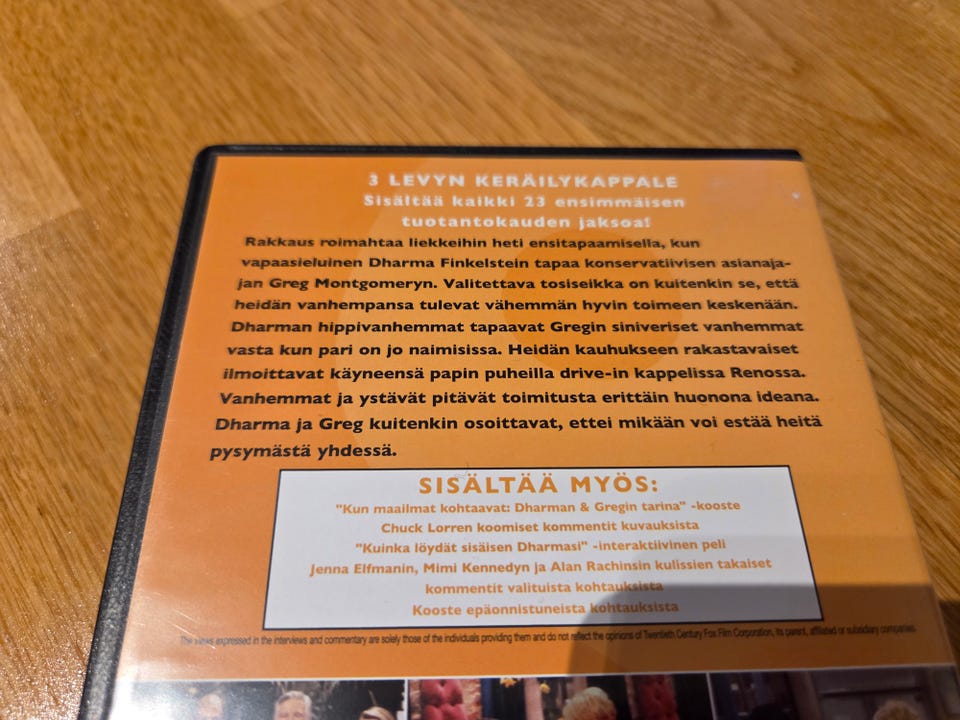 3 LEVYN KERÄILYKAPPALE
Sisältää kaikki 23 ensimmäisen
tuotantokauden jaksoa!
Rakkaus roimahtaa liekkeihin heti ensitapaamisella, kun
vapaasieluinen Dharma Finkelstein tapaa konservatiivisen asianaja-
jan Greg Montgomeryn. Valitettava tosiseikka on kuitenkin se, että
heidän vanhempansa tulevat vähemmän hyvin toimeen keskenään.
Dharman hippivanhemmat tapaavat Gregin siniveriset vanhemmat
vasta kun pari on jo naimisissa. Heidän kauhukseen rakastavaiset
ilmoittavat käyneensä papin puheilla drive-in kappelissa Renossa.
Vanhemmat ja ystävät pitävät toimitusta erittäin huonona ideana.
Dharma ja Greg kuitenkin osoittavat, ettei mikään voi estää heitä
pysymästä yhdessä.
SISÄLTÄÄ MYÖS:
"Kun maailmat kohtaavat: Dharman & Gregin tarina" -kooste
Chuck Lorren koomiset kommentit kuvauksista
"Kuinka löydät sisäisen Dharmasi" -interaktiivinen peli
Jenna Elfmanin, Mimi Kennedyn ja Alan Rachinsin kulissien takaiset
kommentit valituista kohtauksista
Kooste epäonnistuneista kohtauksista
The views expressed in the interviews and commentary are solely those of the individuals providing them and do not reflect the opinions of Twentieth Century Fox Film Corporation, its parent, affiliated or subsidiary companies.